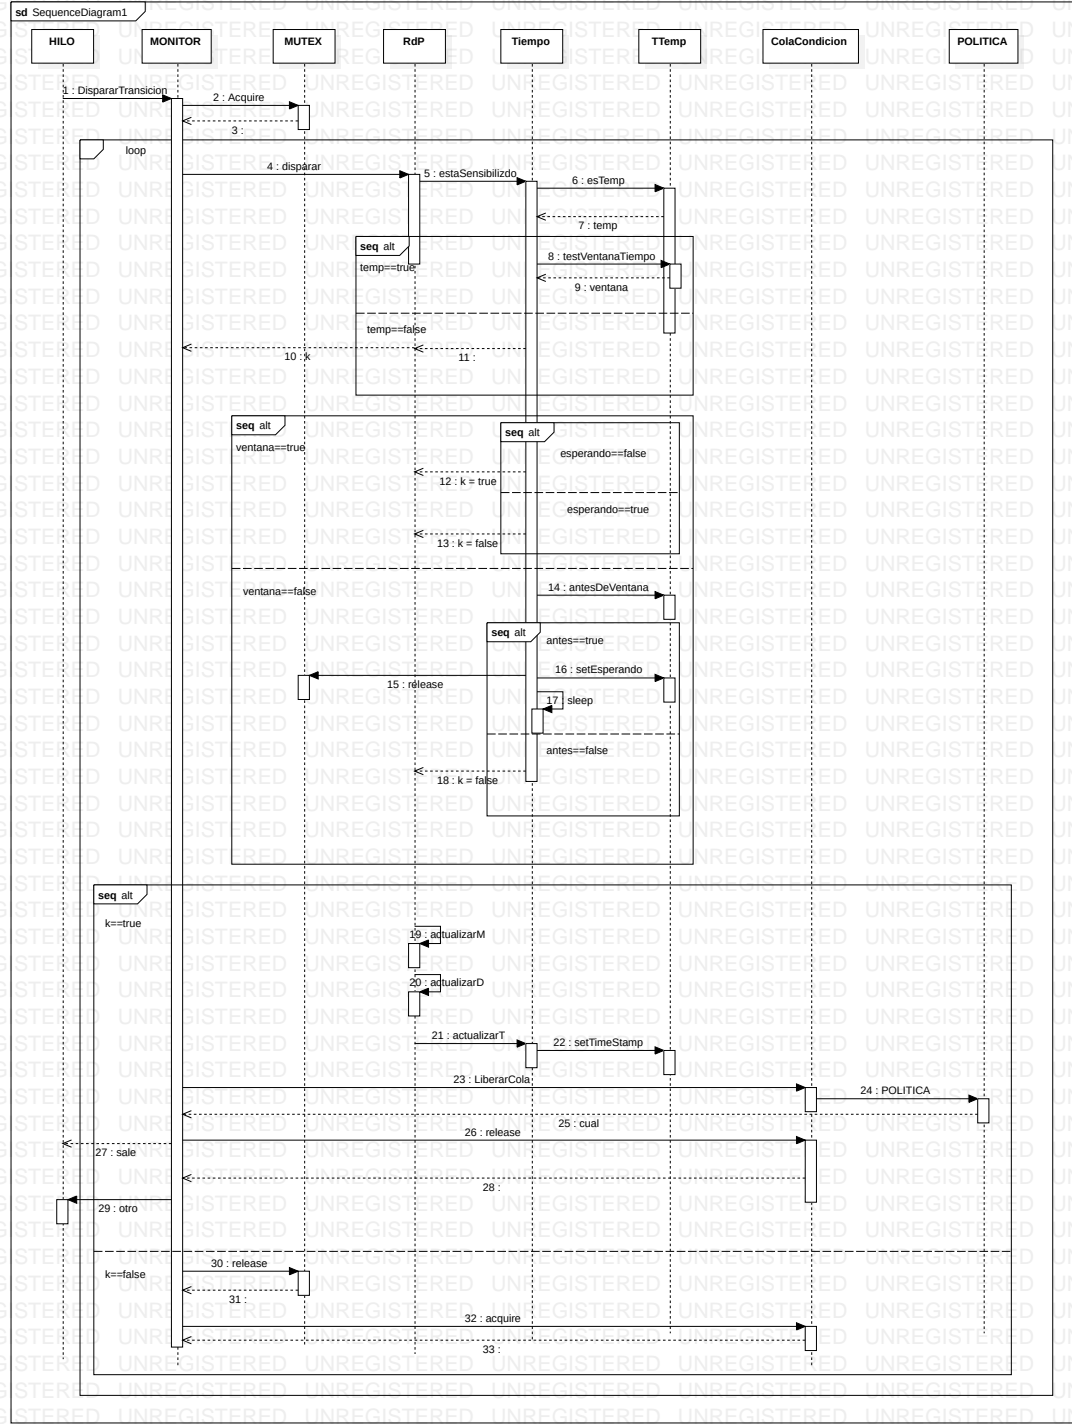 sd SequenceDiagram1
HILO MONITOR MUTEX RdP Tiempo TTemp ColaCondicion POLITICA
1 : DispararTransicion
2 : Acquire
3 :
loop
4 : disparar
5 : estaSensibilizdo
6 : esTemp
7 : temp
seq alt
8 : testVentanaTiempo
temp==true
9 : ventana
temp==false
10 : k
11 :
seq alt
seq alt
ventana==true
esperando==false
12 : k = true
esperando==true
13 : k = false
14 : antesDeVentana
ventana==false
seq alt
antes==true
16 : setEsperando
15 : release
17 : sleep
antes==false
18 : k = false
seq alt
k==true
19 : actualizarM
20 : actualizarD
21 : actualizarT
22 : setTimeStamp
23 : LiberarCola
24 : POLITICA
25 : cual
26 : release
27 : sale
28 :
29 : otro
30 : release
k==false
31 :
32 : acquire
33 :
UNREGISTERED